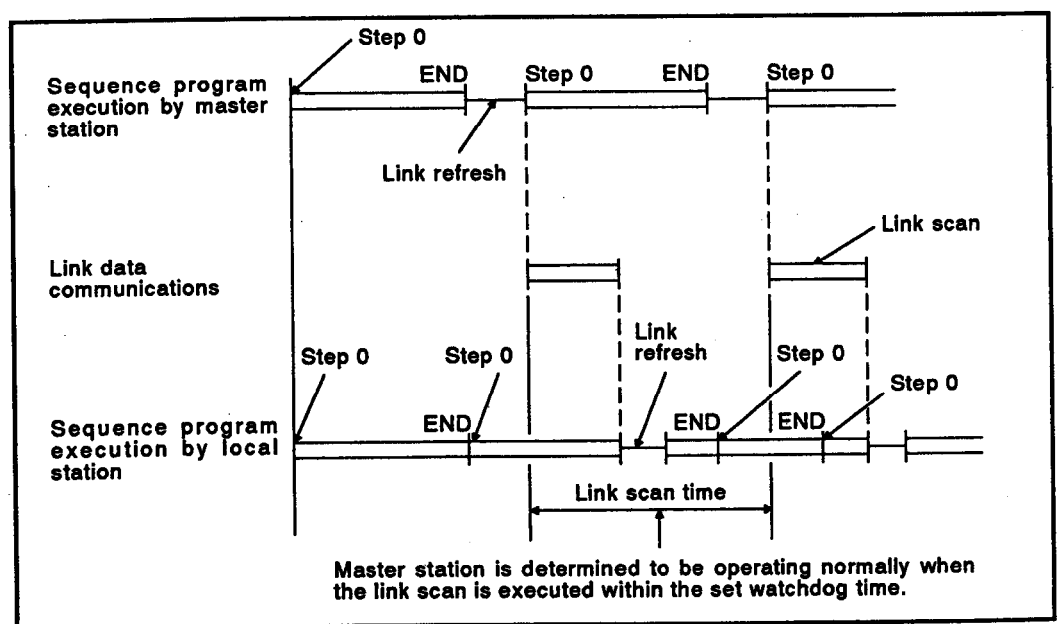 Step 0
Sequence program
execution by master
station
END
Step 0
END
Step 0
Link refresh
Link scan
Link data
communications
Link
refresh
Step 0
Step 0
Step 0
Step 0
Sequence program
execution by local
station
END
END
END
Link scan time
Master station is determined to be operating normally when
the link scan is executed within the set watchdog time.